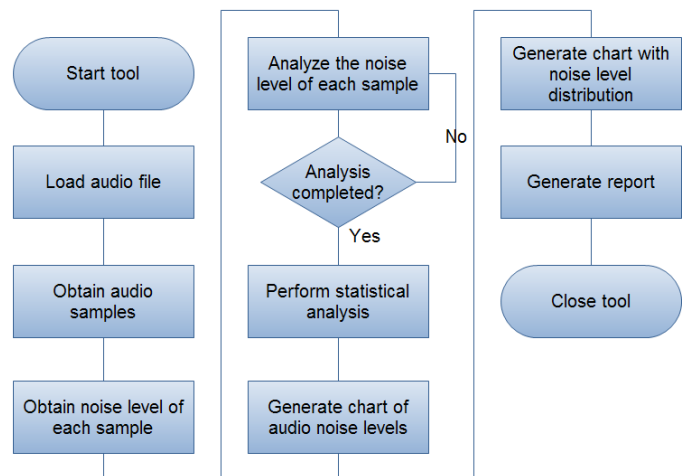 Start tool
Load audio file
Obtain audio
samples
Obtain noise level of
each sample
Analyze the noise
level of each sample
No
Analysis
completed?
Yes
Perform statistical
analysis
Generate chart of
audio noise levels
Generate chart with
noise level
distribution
Generate report
Close tool